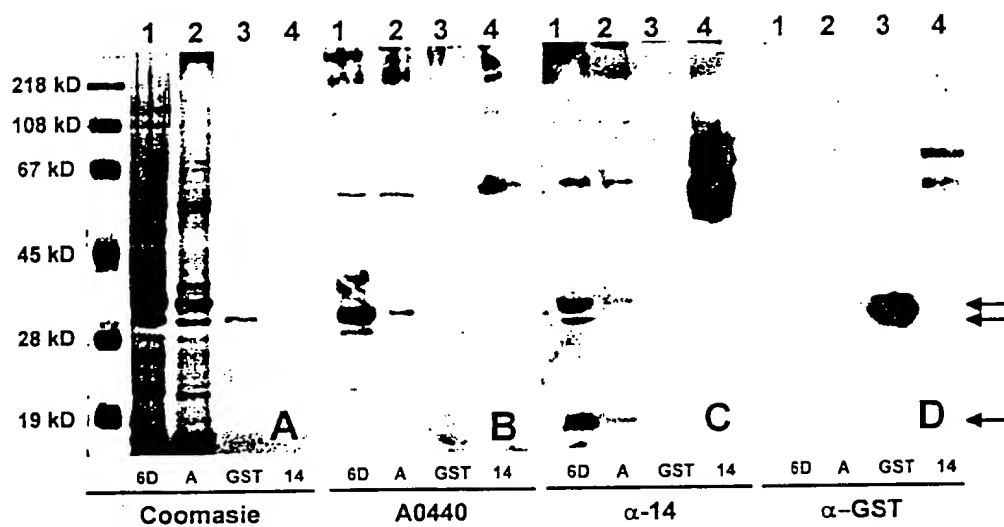 1 2 3 4 1 2 3 4 1 2 3 4 1 2 3 4
218 kD
108 kD
67 kD
45 kD
28 kD
19 kD
A B C D
6D A GST 14 6D A GST 14 6D A GST 14 6D A GST 14
Coomasie A0440 α-14 α-GST